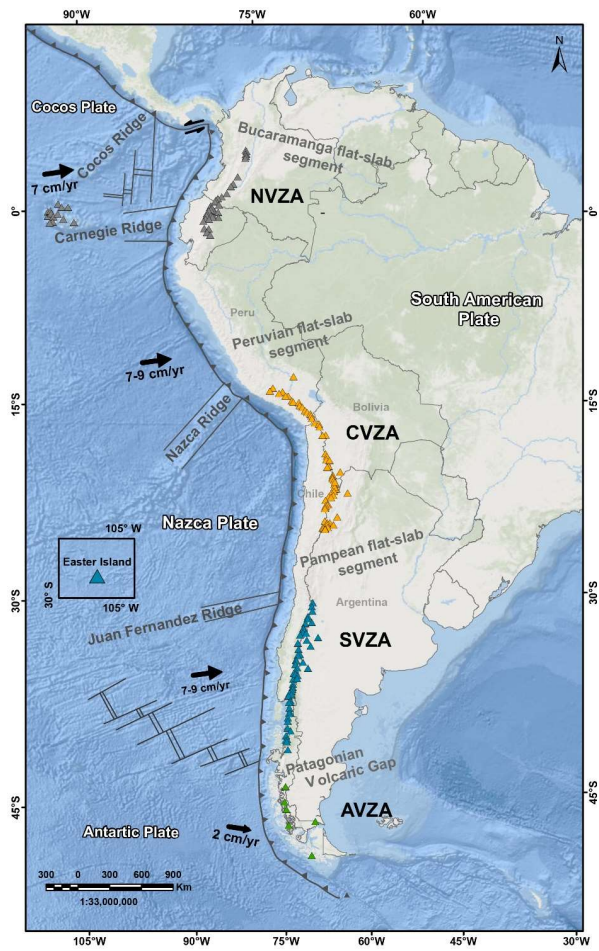 90°W
75°W
60°W
N
Cocos Plate
Cocos Ridge
Bucaramanga flat-slab
segment
7 cm/yr
NVZA
0°
0°
Carnegie Ridge
South American
Plate
Peru
Peruvian flat-slab
segment
7-9 cm/yr
15°S
15°S
Nazca Ridge
Bolivia
CVZA
Chile
Nazca Plate
105° W
Pampean flat-slab
segment
Easter Island
30° S
105° W
30°S
30°S
Argentina
Juan Fernandez Ridge
SVZA
7-9 cm/yr
Patagonian
Volcaric Gap
45°S
45°S
AVZA
Antartic Plate
2 cm/yr
300 0 300 600 900
Km
1:33,000,000
105°W
90°W
75°W
60°W
45°W
30°W